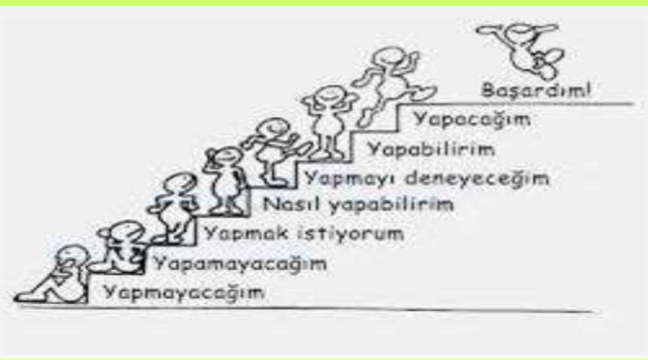 Başardım!
Yapacağım
Yapabilirim
Yapmayı deneyeceğim
Nasıl yapabilirim
Yapmak istiyorum
Yapamayacağım
Yapmayacağım